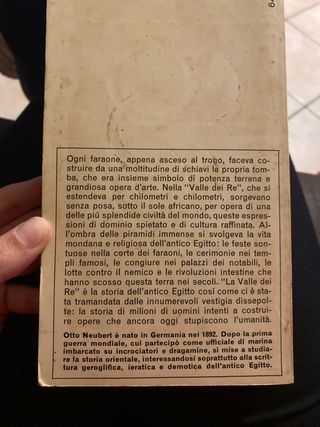 Ogni faraone, appena asceso al trono, faceva co-
struire da una moltitudine di schiavi la propria tom-
ba, che era insieme simbolo di potenza terrena e
grandiosa opera d'arte. Nella "Valle dei Re", che si
estendeva per chilometri e chilometri, sorgevano
senza posa, sotto il sole africano, per opera di una
delle più splendide civiltà del mondo, queste espres-
sioni di dominio spietato e di cultura raffinata. Al-
l'ombra delle piramidi immense si svolgeva la vita
mondana e religiosa dell'antico Egitto: le feste son-
tuose nella corte dei faraoni, le cerimonie nei tem-
pli famosi, le congiure nei palazzi dei notabili, le
lotte contro il nemico e le rivoluzioni intestine che
hanno scosso questa terra nei secoli. "La Valle dei
Re" è la storia dell'antico Egitto così come ci è sta-
ta tramandata dalle innumerevoli vestigia dissepol-
te: la storia di milioni di uomini intenti a costrui-
re opere che ancora oggi stupiscono l'umanità.
Otto Neubert è nato in Germania nel 1892. Dopo la prima
guerra mondiale, cui partecipò come ufficiale di marina
imbarcato su incrociatori e dragamine, si mise a studia-
re la storia orientale, interessandosi soprattutto alla scrit-
tura geroglifica, ieratica e demotica dell'antico Egitto.